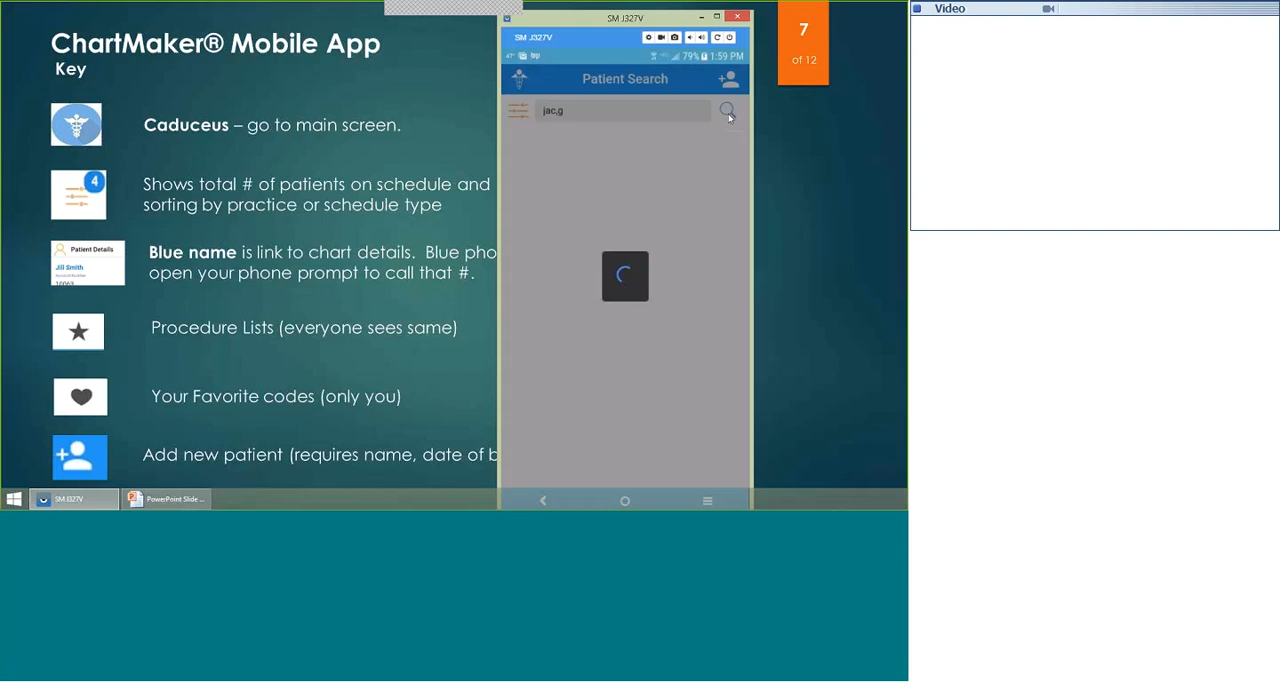 Video
ChartMaker® Mobile App
Key
Caduceus – go to main screen.
4
Shows total # of patients on schedule and
sorting by practice or schedule type
Patient Details
Jill Smith
10063
Blue name is link to chart details. Blue pho
open your phone prompt to call that #.
Procedure Lists (everyone sees same)
Your Favorite codes (only you)
Add new patient (requires name, date of b
SM J327V
SM J327V
79% 1:59 PM
Patient Search
jac,g
7
of 12
SM J327V
PowerPoint Slide ...